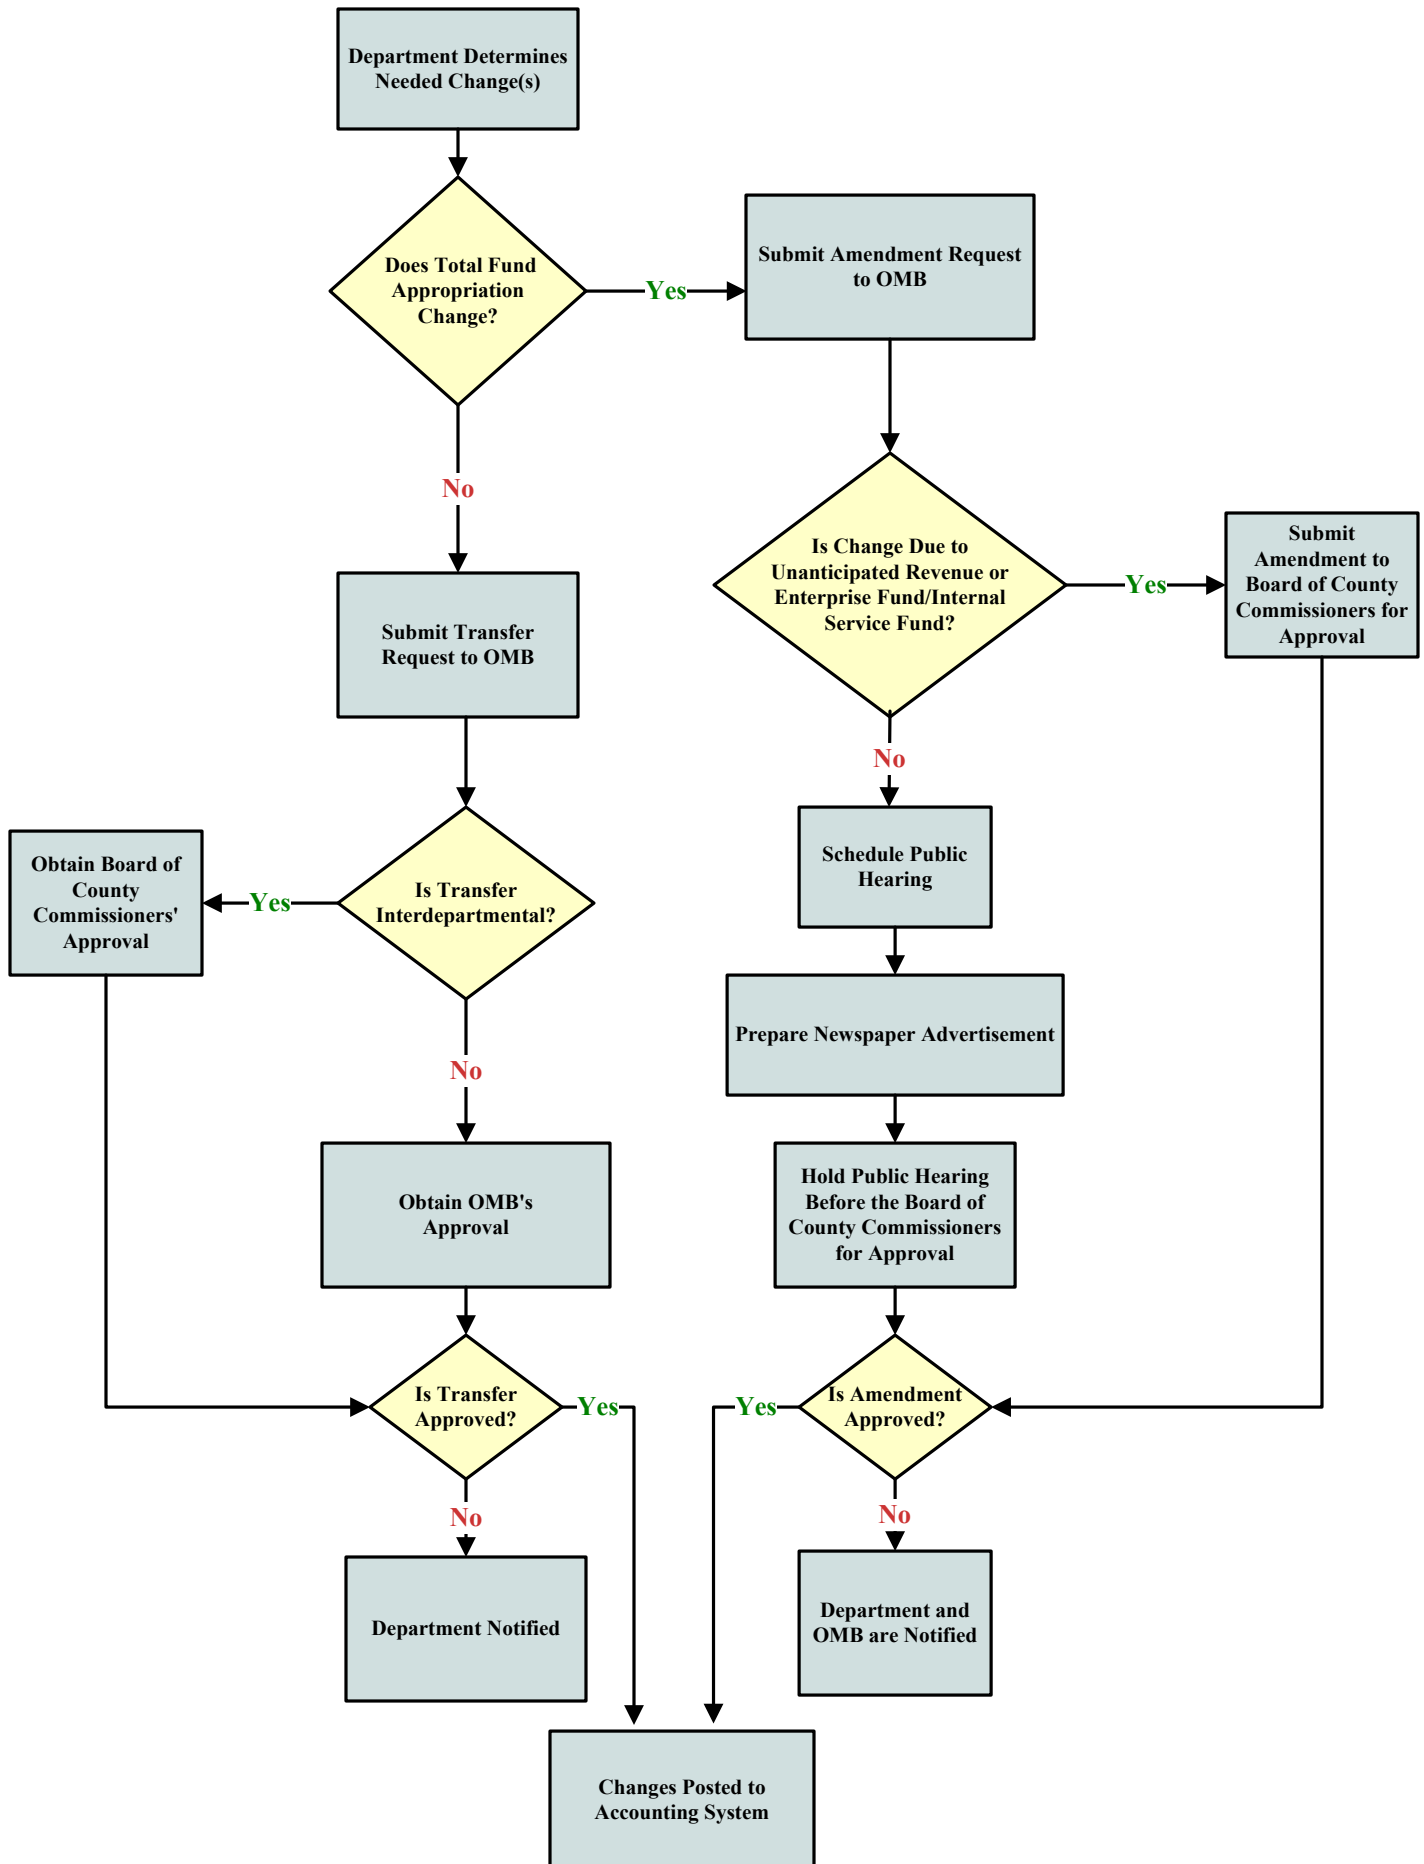 Department Determines
Needed Change(s)
Does Total Fund
Appropriation
Change?
Yes
Submit Amendment Request
to OMB
No
Is Change Due to
Unanticipated Revenue or
Enterprise Fund/Internal
Service Fund?
Yes
Submit
Amendment to
Board of County
Commissioners for
Approval
Submit Transfer
Request to OMB
No
Schedule Public
Hearing
Obtain Board of
County
Commissioners'
Approval
Yes
Is Transfer
Interdepartmental?
Prepare Newspaper Advertisement
No
Obtain OMB's
Approval
Hold Public Hearing
Before the Board of
County Commissioners
for Approval
Is Transfer
Approved?
Yes
Yes
Is Amendment
Approved?
No
No
Department Notified
Department and
OMB are Notified
Changes Posted to
Accounting System